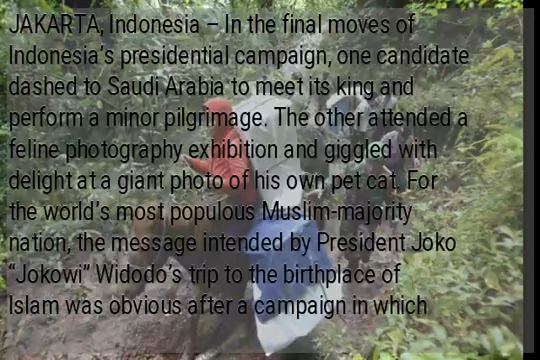 JAKARTA, Indonesia – In the final moves of
Indonesia’s presidential campaign, one candidate
dashed to Saudi Arabia to meet its king and
perform a minor pilgrimage. The other attended a
feline photography exhibition and giggled with
delight at a giant photo of his own pet cat. For
the world’s most populous Muslim-majority
nation, the message intended by President Joko
“Jokowi” Widodo’s trip to the birthplace of
Islam was obvious after a campaign in which